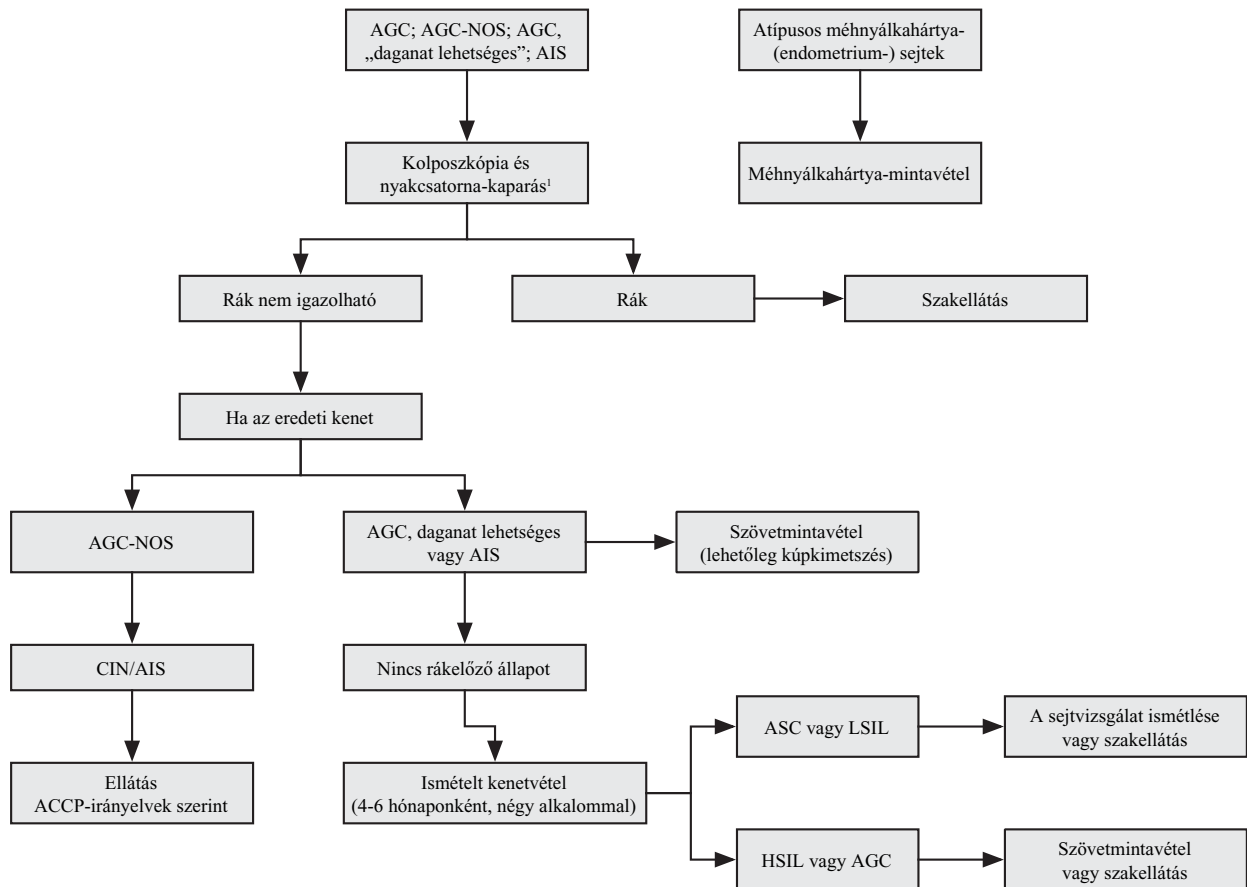 AGC; AGC-NOS; AGC,
„daganat lehetséges”; AIS
Atípusos méhnyálkahártya-
(endometrium-) sejtek
Kolposzkópia és
nyakcsatorna-kaparás¹
Méhnyálkahártya-mintavétel
Rák nem igazolható
Rák
Szakellátás
Ha az eredeti kenet
AGC-NOS
AGC, daganat lehetséges
vagy AIS
Szövetmintavétel
(lehetőleg kúpkimetszés)
CIN/AIS
Nincs rákelőző állapot
ASC vagy LSIL
A sejtvizsgálat ismétlése
vagy szakellátás
Ellátás
ACCP-irányelvek szerint
Ismételt kenetvétel
(4-6 hónaponként, négy alkalommal)
HSIL vagy AGC
Szövetmintavétel
vagy szakellátás